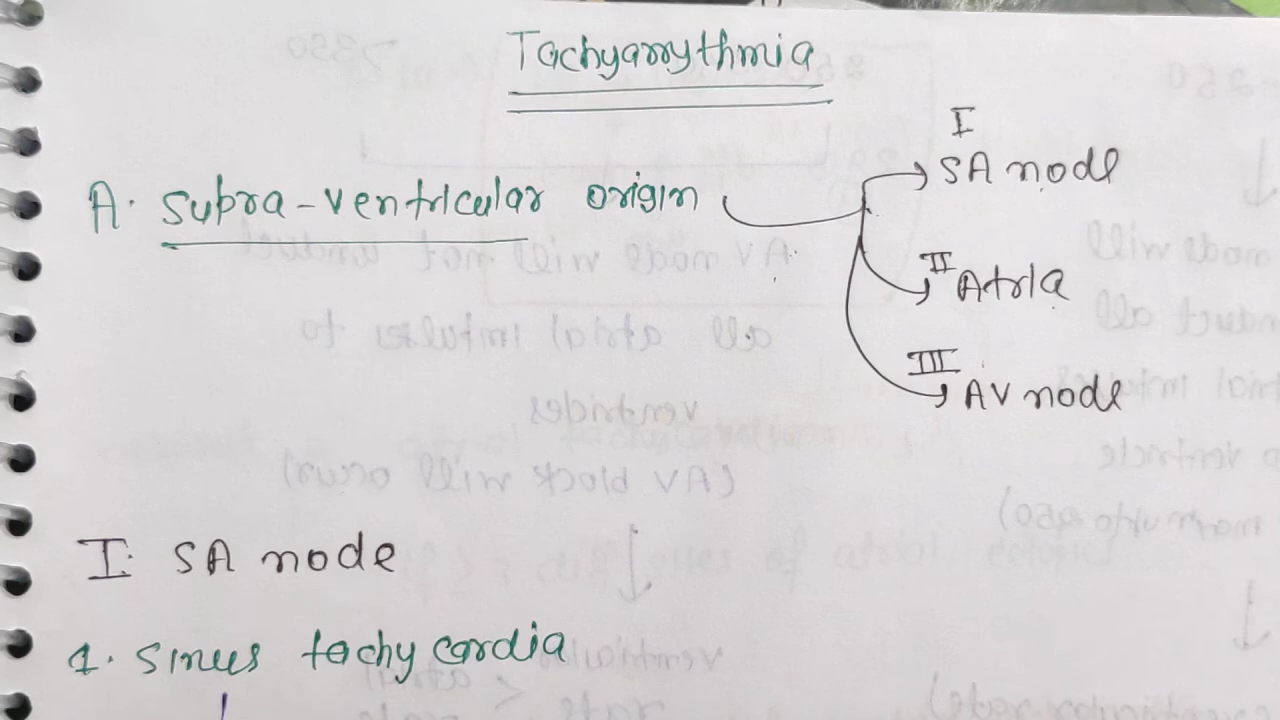 Tachyarrythmia
I
SA node
A. Supra-ventricular origin
II
Atria
III
AV node
I. SA node
1. Sinus tachycardia